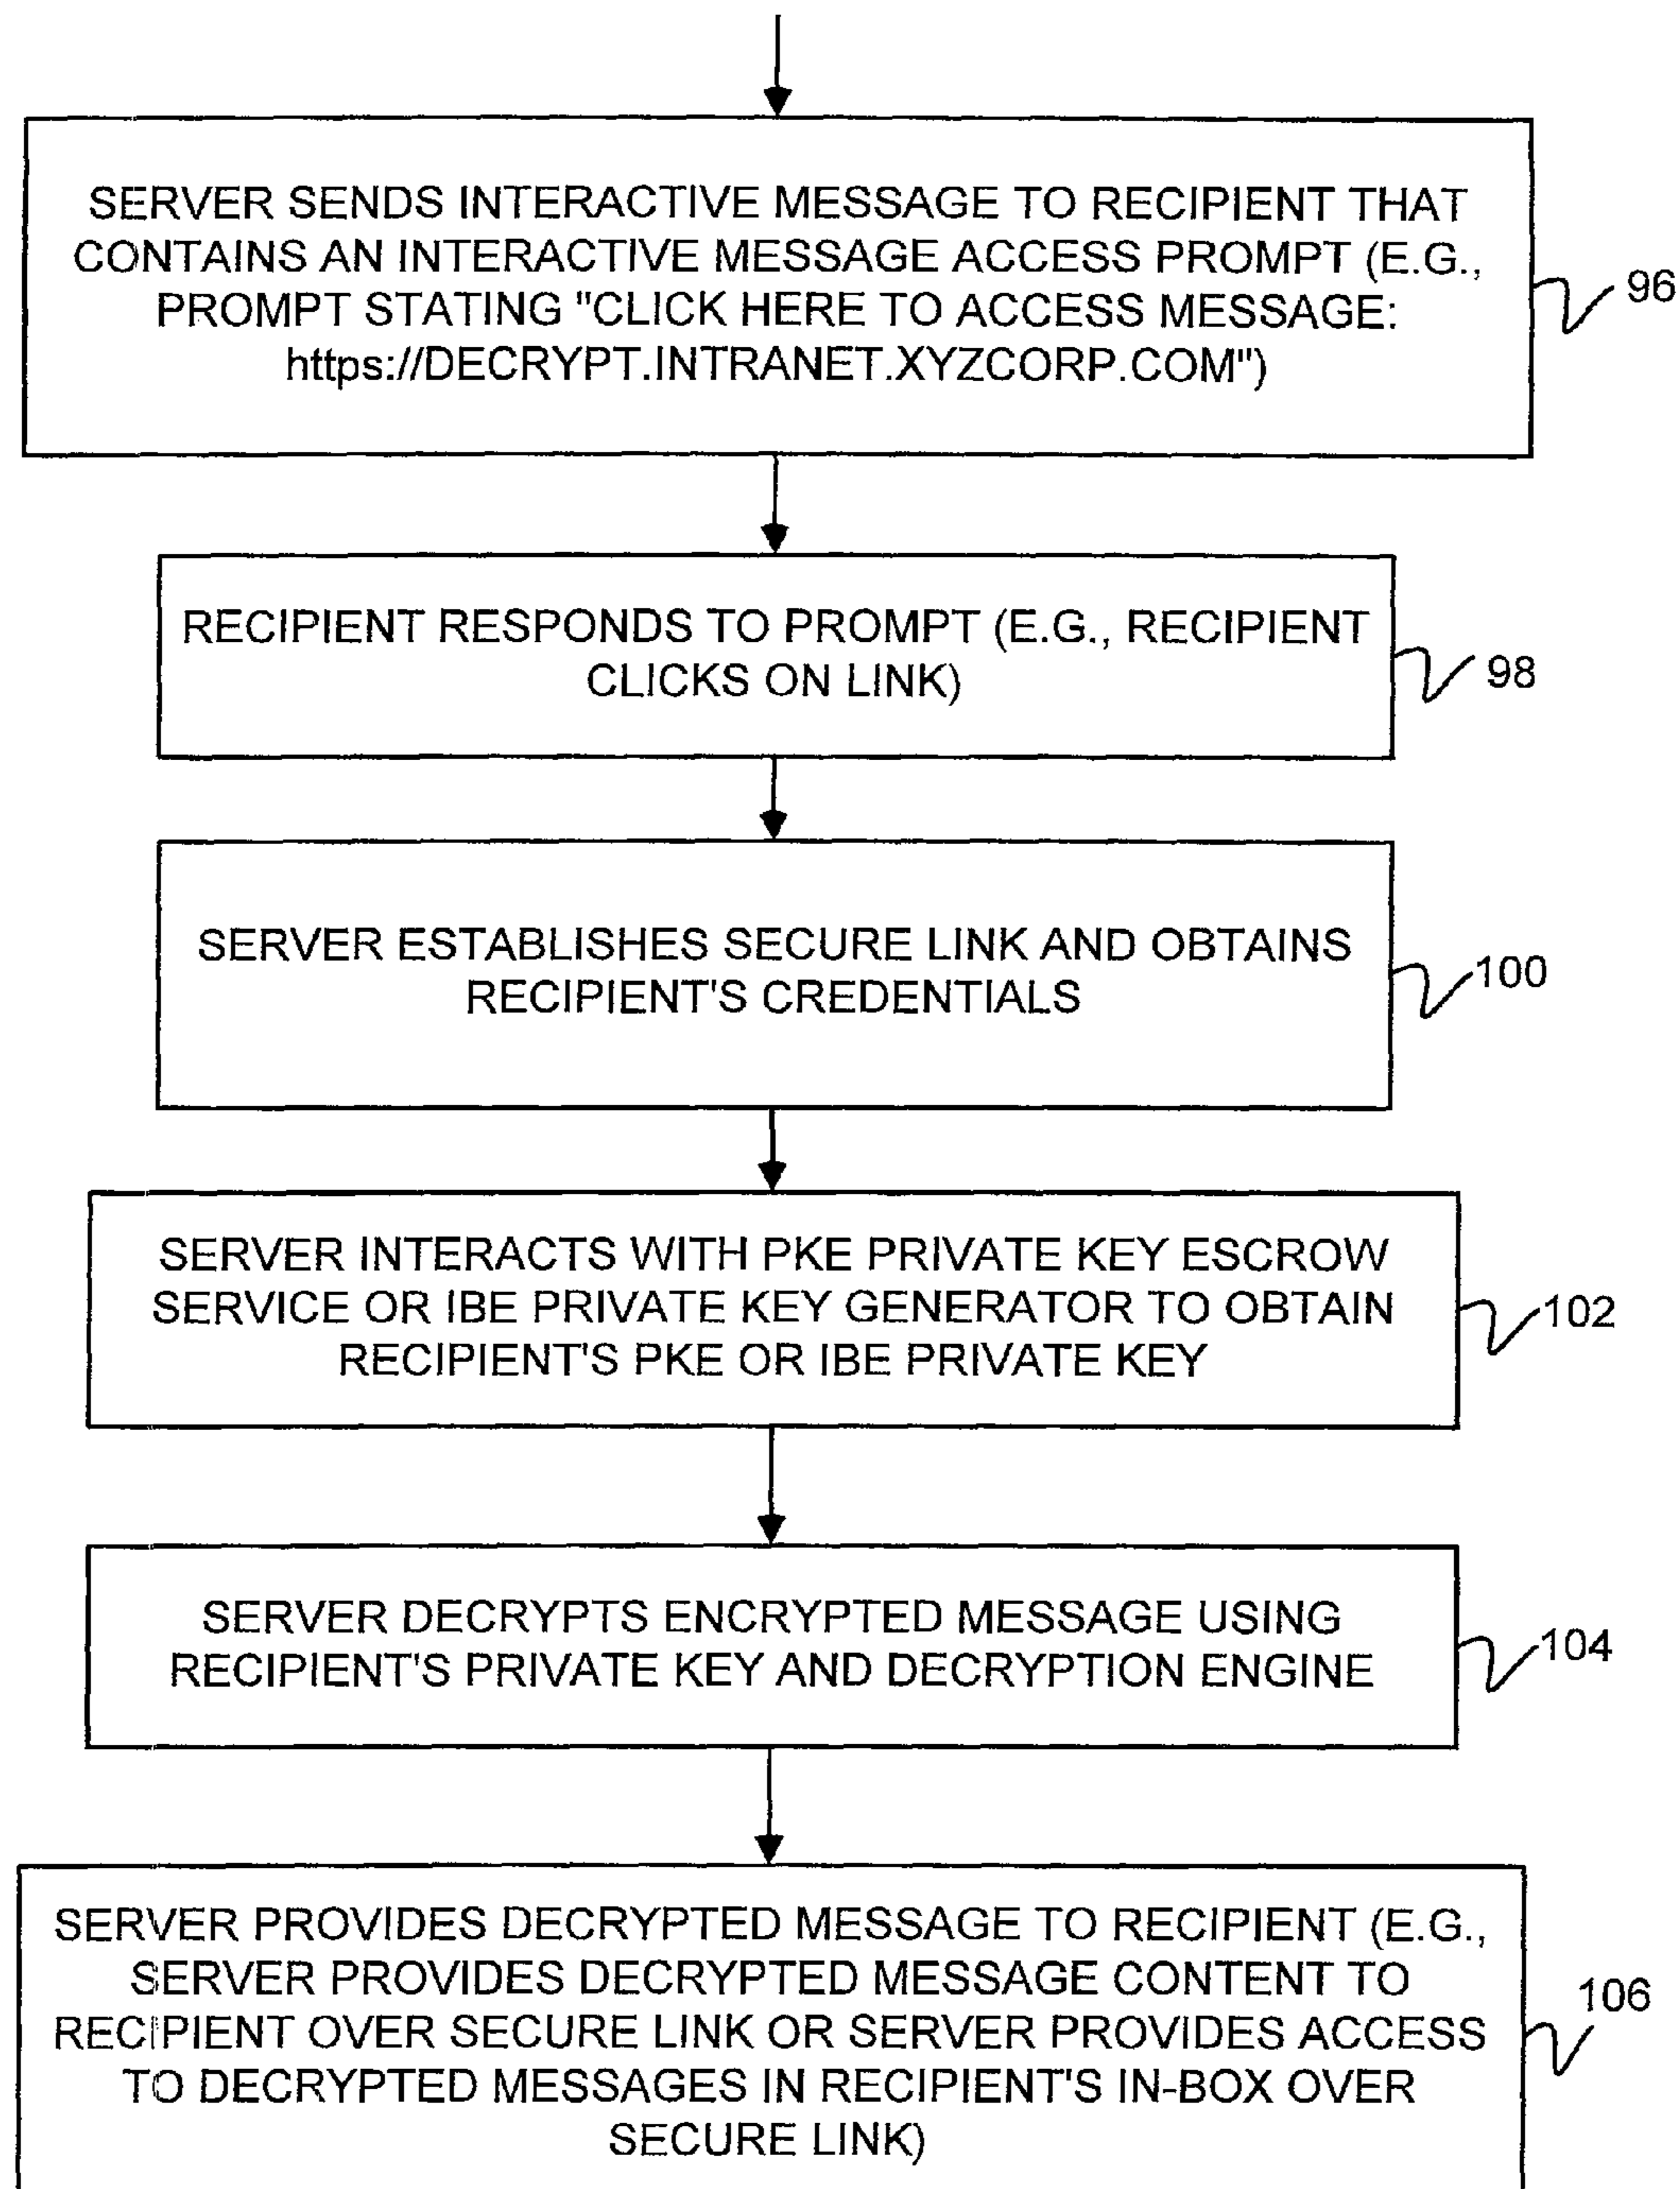 SERVER SENDS INTERACTIVE MESSAGE TO RECIPIENT THAT
CONTAINS AN INTERACTIVE MESSAGE ACCESS PROMPT (E.G.,
PROMPT STATING "CLICK HERE TO ACCESS MESSAGE:
https://DECRYPT.INTRANET.XYZCORP.COM")
96
RECIPIENT RESPONDS TO PROMPT (E.G., RECIPIENT
CLICKS ON LINK)
98
SERVER ESTABLISHES SECURE LINK AND OBTAINS
RECIPIENT'S CREDENTIALS
100
SERVER INTERACTS WITH PKE PRIVATE KEY ESCROW
SERVICE OR IBE PRIVATE KEY GENERATOR TO OBTAIN
RECIPIENT'S PKE OR IBE PRIVATE KEY
102
SERVER DECRYPTS ENCRYPTED MESSAGE USING
RECIPIENT'S PRIVATE KEY AND DECRYPTION ENGINE
104
SERVER PROVIDES DECRYPTED MESSAGE TO RECIPIENT (E.G.,
SERVER PROVIDES DECRYPTED MESSAGE CONTENT TO
RECIPIENT OVER SECURE LINK OR SERVER PROVIDES ACCESS
TO DECRYPTED MESSAGES IN RECIPIENT'S IN-BOX OVER
SECURE LINK)
106